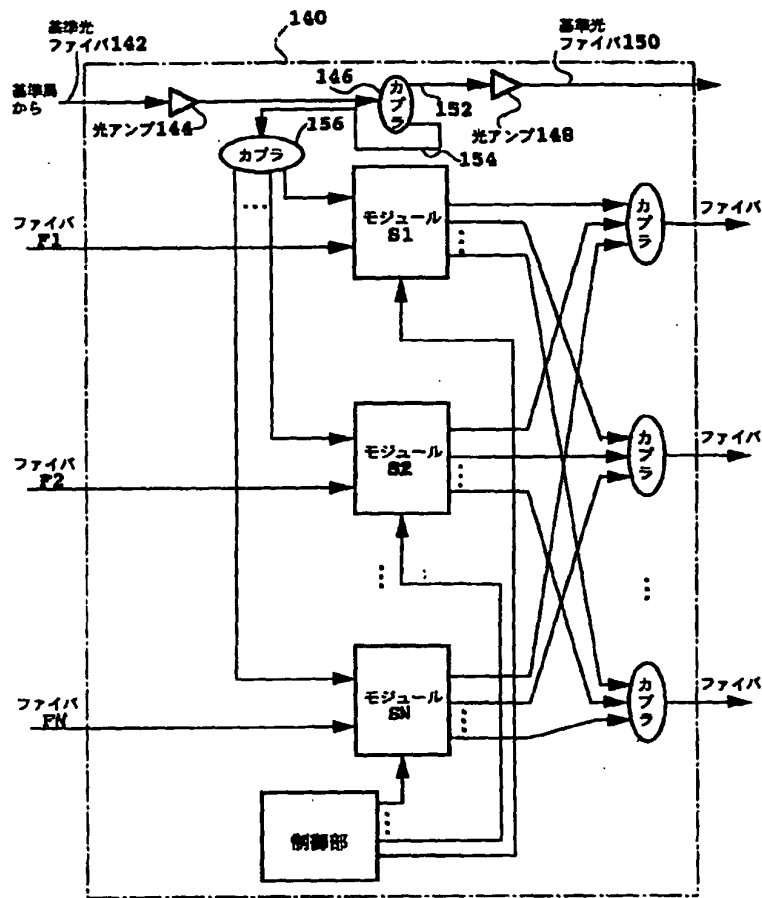 基準光
ファイバ142
140
基準光
ファイバ150
基準局
から
146
カプラ
152
光アンプ144
156
光アンプ148
カプラ
154
モジュール
S1
カプラ
ファイバ
ファイバ
F1
モジュール
S2
カプラ
ファイバ
ファイバ
F2
モジュール
SN
カプラ
ファイバ
ファイバ
FN
制御部